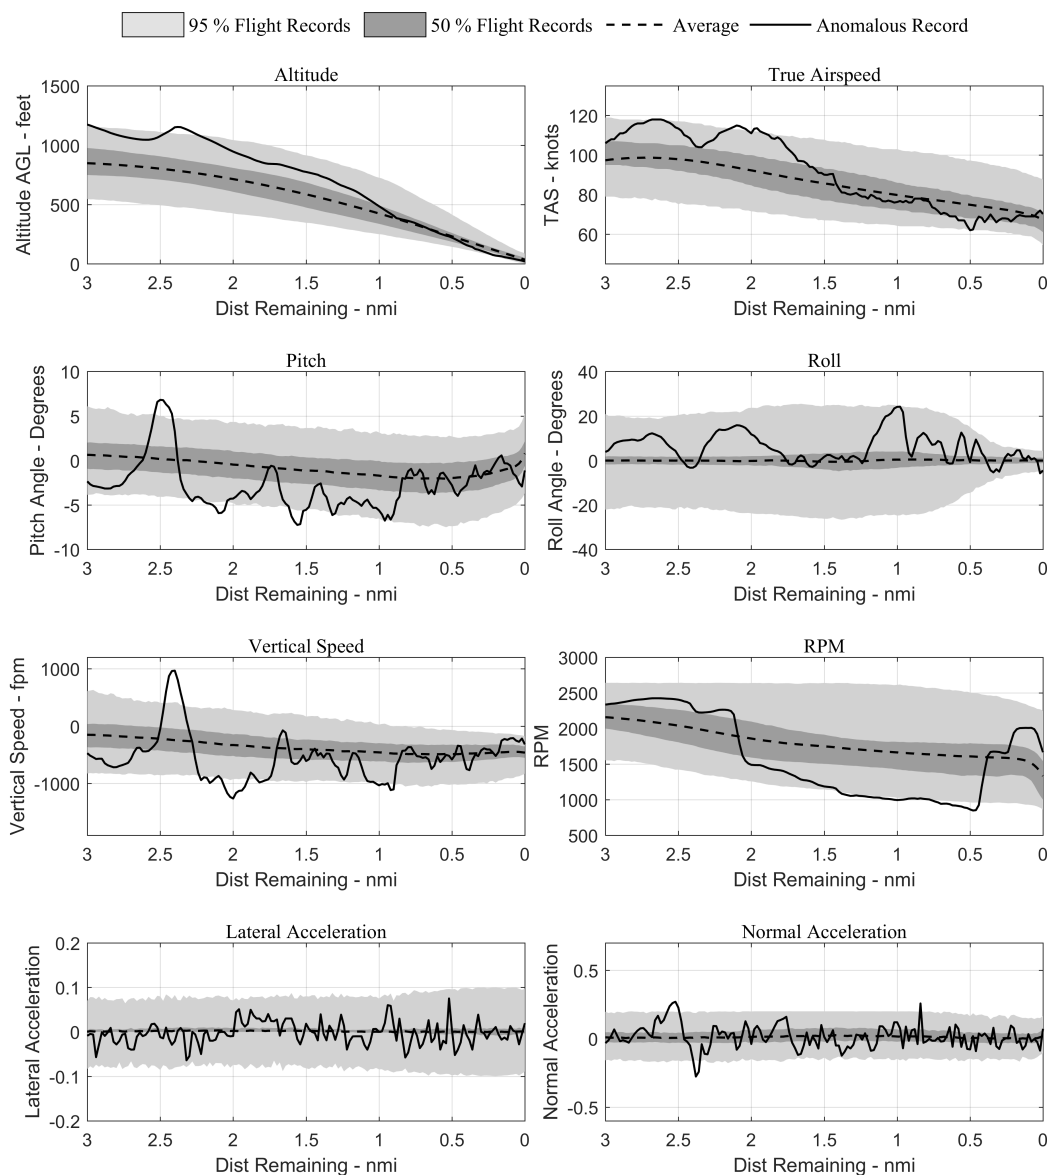 95 % Flight Records 50 % Flight Records Average Anomalous Record
Altitude
Altitude AGL - feet
1500
1000
500
0
3 2.5 2 1.5 1 0.5 0
Dist Remaining - nmi
True Airspeed
TAS - knots
120
100
80
60
3 2.5 2 1.5 1 0.5 0
Dist Remaining - nmi
Pitch
Pitch Angle - Degrees
10
5
0
-5
-10
3 2.5 2 1.5 1 0.5 0
Dist Remaining - nmi
Roll
Roll Angle - Degrees
40
20
0
-20
-40
3 2.5 2 1.5 1 0.5 0
Dist Remaining - nmi
Vertical Speed
Vertical Speed - fpm
1000
0
-1000
3 2.5 2 1.5 1 0.5 0
Dist Remaining - nmi
RPM
RPM
3000
2500
2000
1500
1000
500
3 2.5 2 1.5 1 0.5 0
Dist Remaining - nmi
Lateral Acceleration
Lateral Acceleration
0.2
0.1
0
-0.1
-0.2
3 2.5 2 1.5 1 0.5 0
Dist Remaining - nmi
Normal Acceleration
Normal Acceleration
0.5
0
-0.5
3 2.5 2 1.5 1 0.5 0
Dist Remaining - nmi